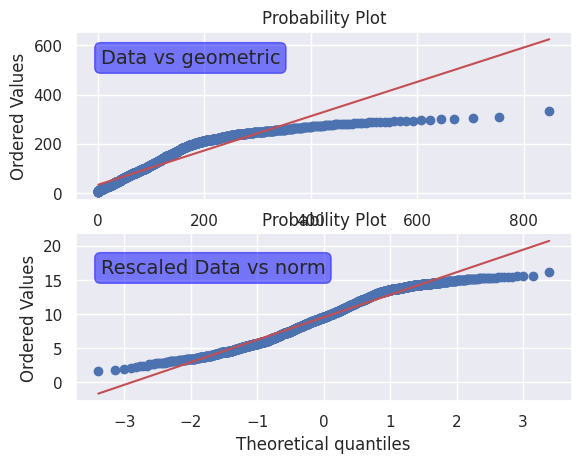 Probability Plot
Data vs geometric
Ordered Values
600
400
200
0
0 200 400 600 800
Probability Plot
Rescaled Data vs norm
Ordered Values
20
15
10
5
0
−3 −2 −1 0 1 2 3
Theoretical quantiles